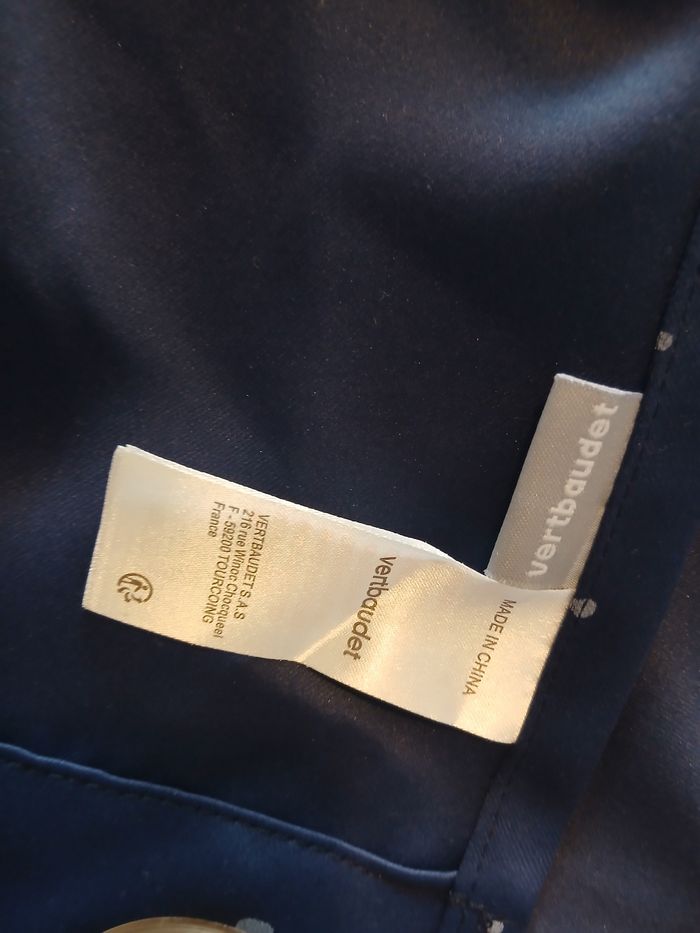 vertbaudet
MADE IN CHINA
vertbaudet
VERTBAUDET S.A.S
216 rue Winoc Chocqueel
F - 59200 TOURCOING
France